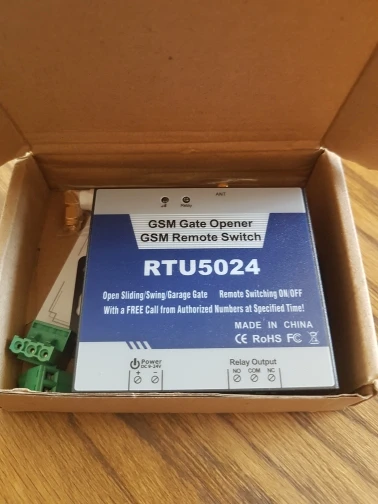 ANT
Relay
GSM Gate Opener
GSM Remote Switch
RTU5024
Open Sliding/Swing/Garage Gate Remote Switching ON/OFF
With a FREE Call from Authorized Numbers at Specified Time!
MADE IN CHINA
CE RoHS FC
Power Relay Output
DC 9-24V
+ - NO COM NC